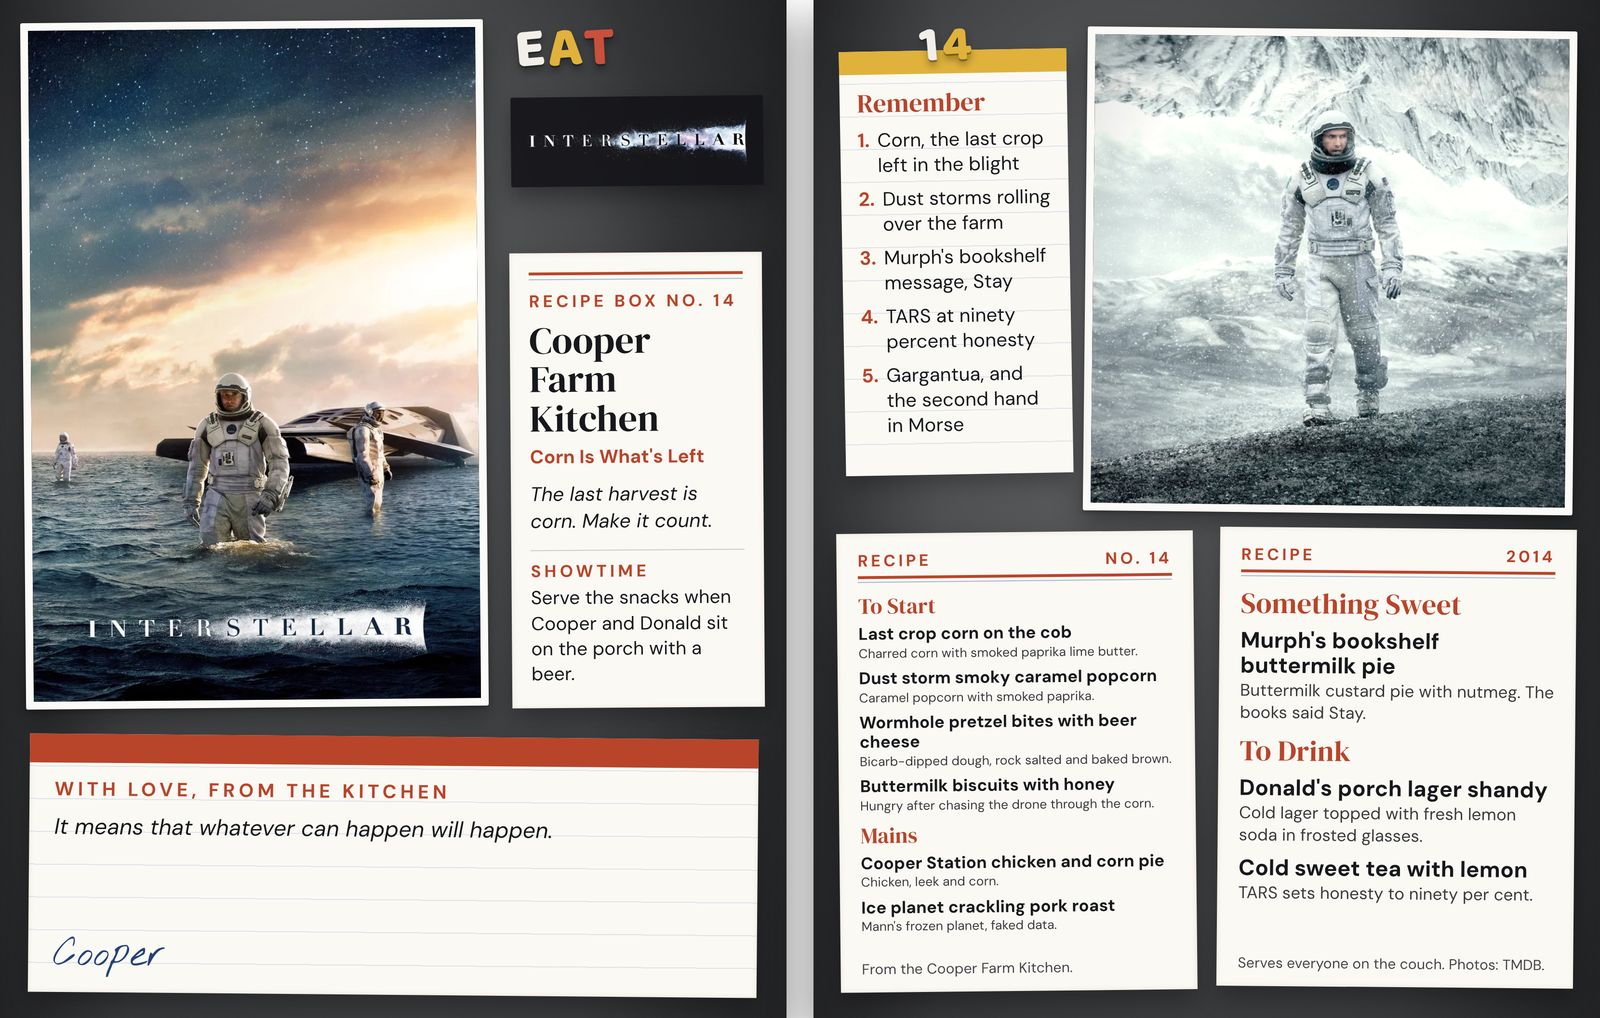 EAT
INTERSTELLAR
INTERSTELLAR
RECIPE BOX NO. 14
Cooper
Farm
Kitchen
Corn Is What's Left
The last harvest is
corn. Make it count.
SHOWTIME
Serve the snacks when
Cooper and Donald sit
on the porch with a
beer.
WITH LOVE, FROM THE KITCHEN
It means that whatever can happen will happen.
Cooper
14
Remember
1. Corn, the last crop
left in the blight
2. Dust storms rolling
over the farm
3. Murph's bookshelf
message, Stay
4. TARS at ninety
percent honesty
5. Gargantua, and
the second hand
in Morse
RECIPE NO. 14
To Start
Last crop corn on the cob
Charred corn with smoked paprika lime butter.
Dust storm smoky caramel popcorn
Caramel popcorn with smoked paprika.
Wormhole pretzel bites with beer
cheese
Bicarb-dipped dough, rock salted and baked brown.
Buttermilk biscuits with honey
Hungry after chasing the drone through the corn.
Mains
Cooper Station chicken and corn pie
Chicken, leek and corn.
Ice planet crackling pork roast
Mann's frozen planet, faked data.
From the Cooper Farm Kitchen.
RECIPE 2014
Something Sweet
Murph's bookshelf
buttermilk pie
Buttermilk custard pie with nutmeg. The
books said Stay.
To Drink
Donald's porch lager shandy
Cold lager topped with fresh lemon
soda in frosted glasses.
Cold sweet tea with lemon
TARS sets honesty to ninety per cent.
Serves everyone on the couch. Photos: TMDB.